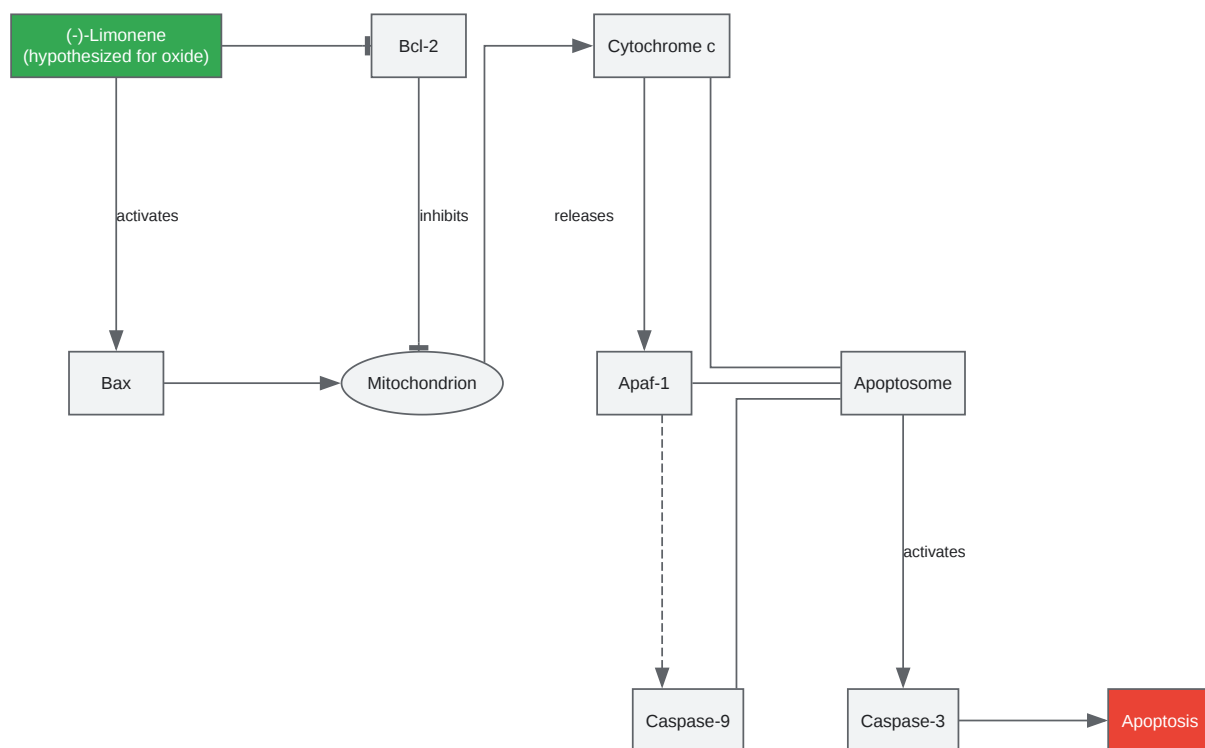 (-)-Limonene
(hypothesized for oxide)
Bcl-2
Cytochrome c
activates
inhibits
releases
Bax
Mitochondrion
Apaf-1
Apoptosome
activates
Caspase-9
Caspase-3
Apoptosis